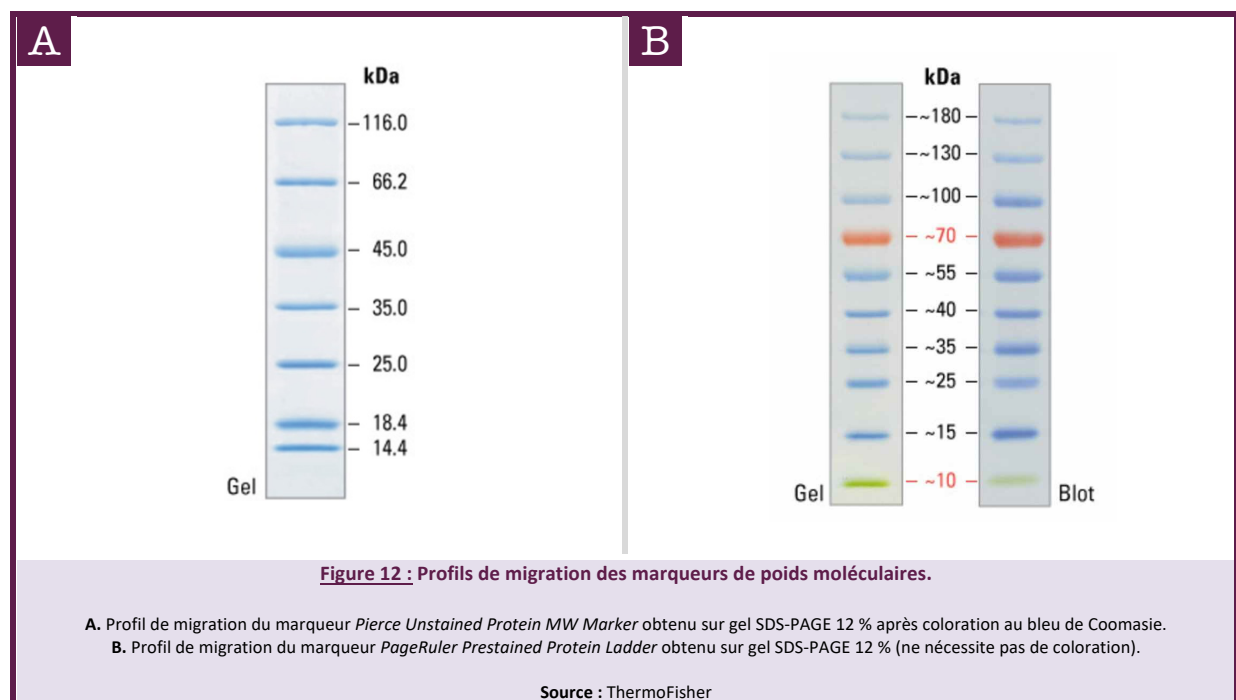 A
kDa
– 116.0
– 66.2
– 45.0
– 35.0
– 25.0
– 18.4
– 14.4
Gel
B
kDa
– ~180 –
– ~130 –
– ~100 –
– ~70 –
– ~55 –
– ~40 –
– ~35 –
– ~25 –
– ~15 –
– ~10 –
Gel
Blot
Figure 12 : Profils de migration des marqueurs de poids moléculaires.
A. Profil de migration du marqueur Pierce Unstained Protein MW Marker obtenu sur gel SDS-PAGE 12 % après coloration au bleu de Coomasie.
B. Profil de migration du marqueur PageRuler Prestained Protein Ladder obtenu sur gel SDS-PAGE 12 % (ne nécessite pas de coloration).
Source : ThermoFisher